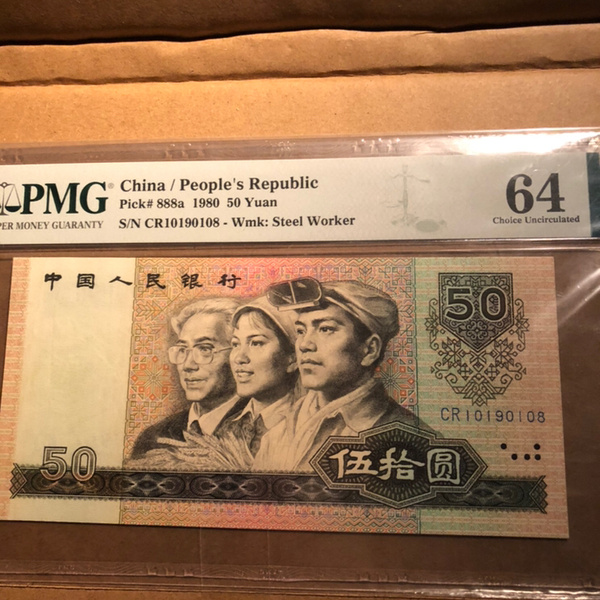 PMG
PER MONEY GUARANTY
China / People's Republic
Pick# 888a 1980 50 Yuan
S/N CR10190108 - Wmk: Steel Worker
64
Choice Uncirculated
中国人民银行
50
CR10190108
50
伍拾圆